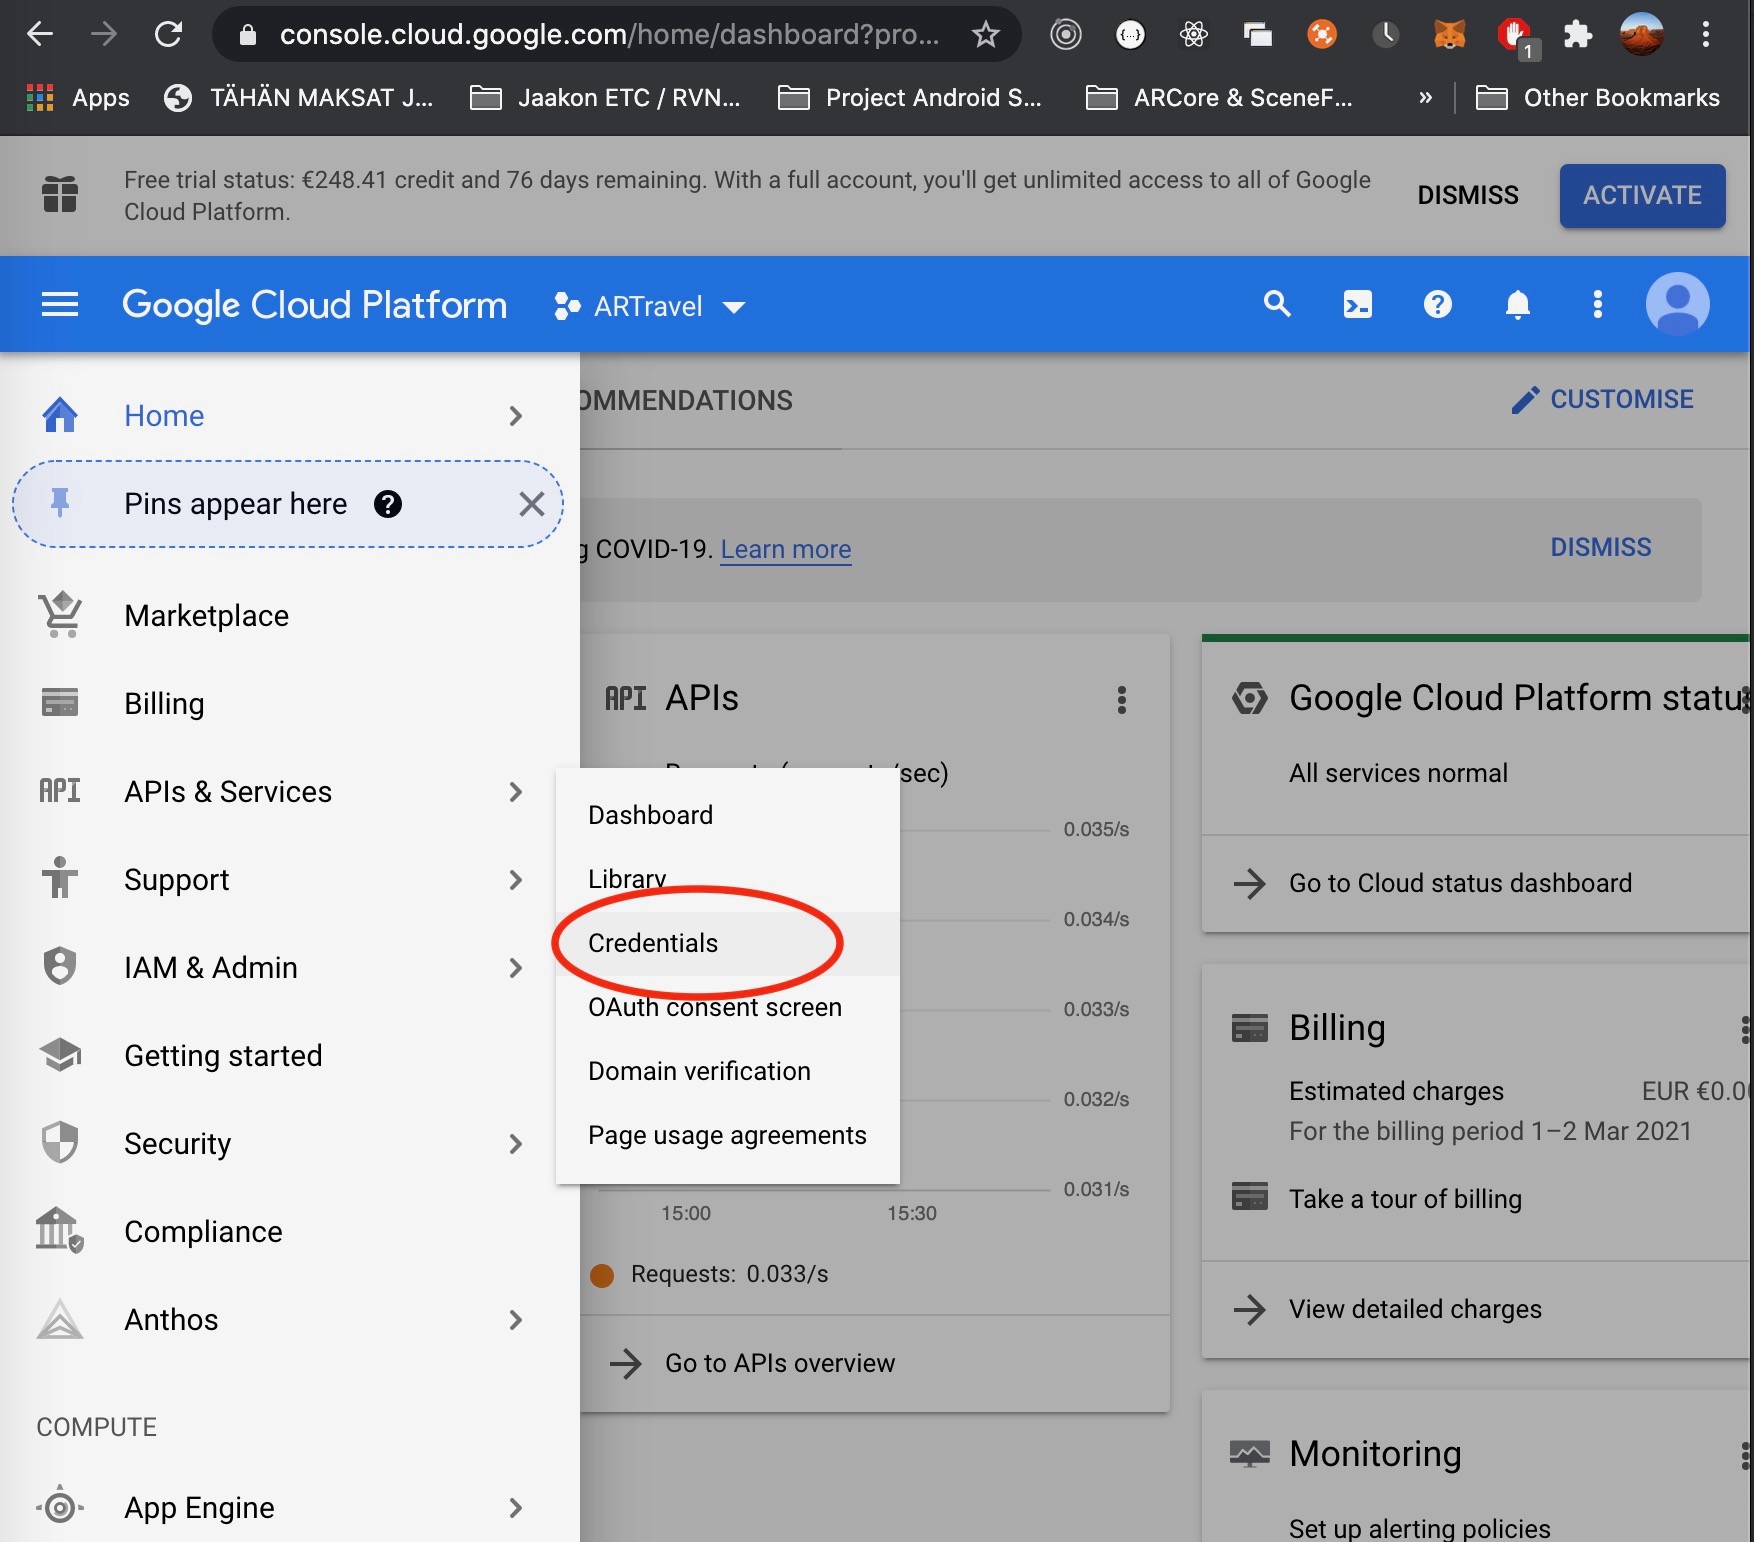 console.cloud.google.com/home/dashboard?pro...
1
Apps
TÄHÄN MAKSAT J...
Jaakon ETC / RVN...
Project Android S...
ARCore & SceneF...
»
Other Bookmarks
Free trial status: €248.41 credit and 76 days remaining. With a full account, you'll get unlimited access to all of Google
Cloud Platform.
DISMISS
ACTIVATE
Google Cloud Platform
ARTravel
Home
Pins appear here
Marketplace
Billing
API
APIs & Services
Support
IAM & Admin
Getting started
Security
Compliance
Anthos
COMPUTE
App Engine
Dashboard
Library
Credentials
OAuth consent screen
Domain verification
Page usage agreements
OMMENDATIONS
CUSTOMISE
g COVID-19. Learn more
DISMISS
API APIs
/sec)
0.035/s
0.034/s
0.033/s
0.032/s
0.031/s
15:00
15:30
Requests: 0.033/s
Go to APIs overview
Google Cloud Platform statu
All services normal
Go to Cloud status dashboard
Billing
Estimated charges
EUR €0.0
For the billing period 1–2 Mar 2021
Take a tour of billing
View detailed charges
Monitoring
Set up alerting policies